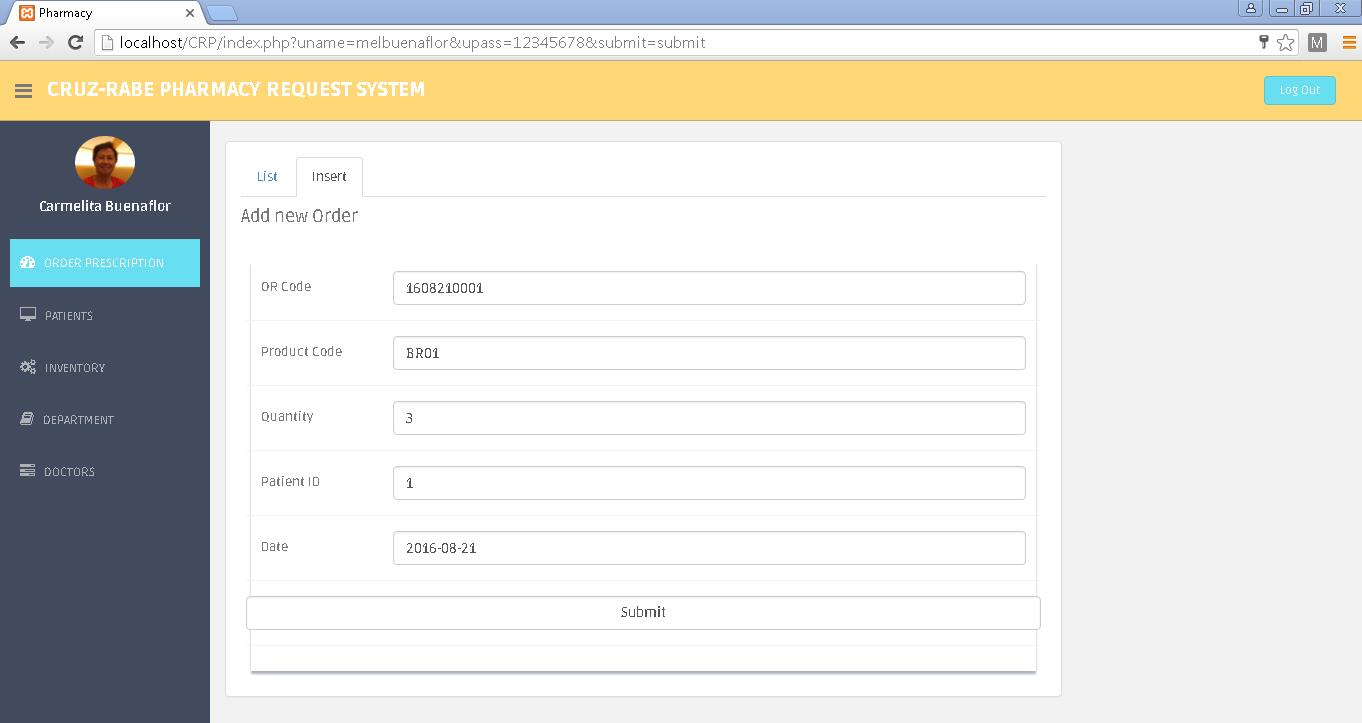 Pharmacy
localhost/CRP/index.php?uname=melbuenaflor&upass=12345678&submit=submit
M
CRUZ-RABE PHARMACY REQUEST SYSTEM
Log Out
Carmelita Buenaflor
ORDER PRESCRIPTION
PATIENTS
INVENTORY
DEPARTMENT
DOCTORS
List Insert
Add new Order
OR Code 1608210001
Product Code BR01
Quantity 3
Patient ID 1
Date 2016-08-21
Submit